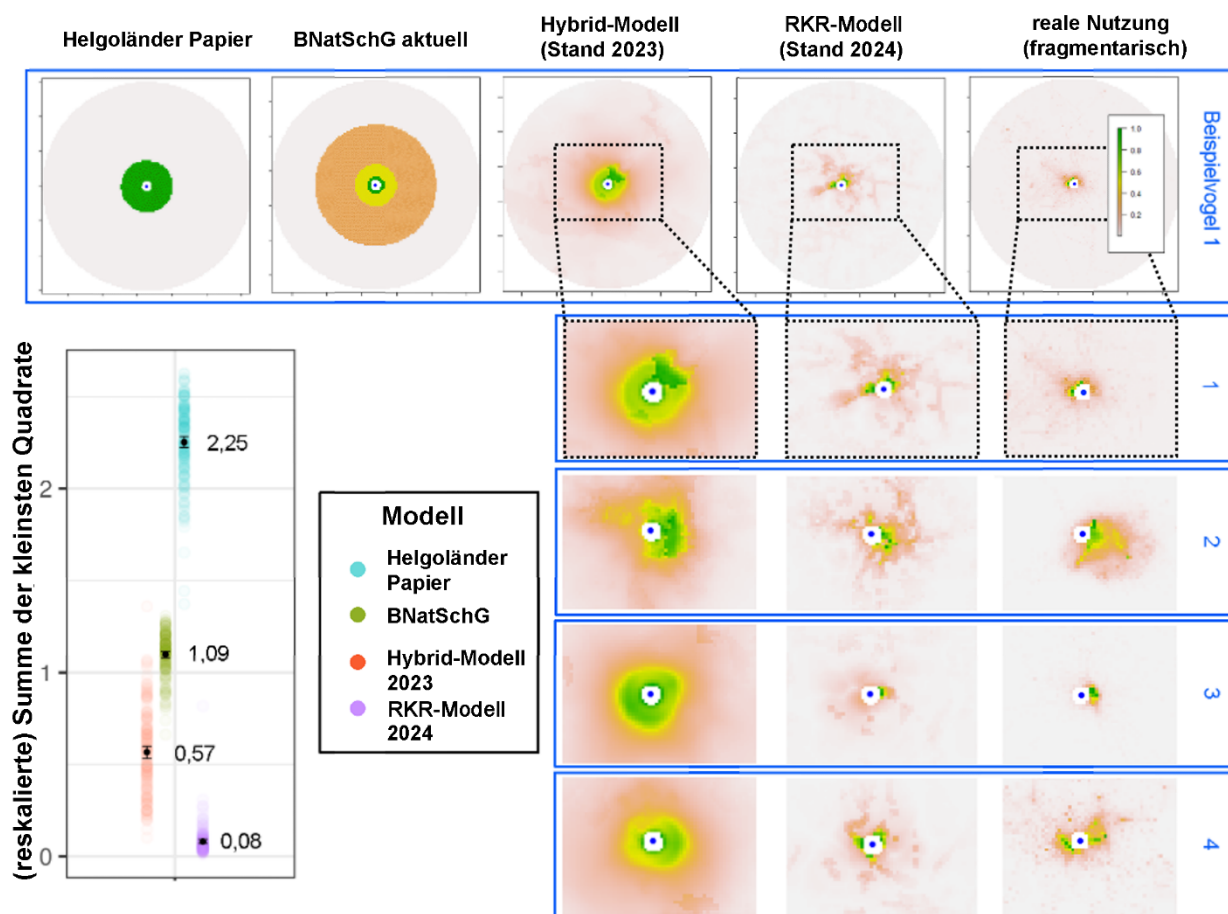 Helgoländer Papier
BNatSchG aktuell
Hybrid-Modell
(Stand 2023)
RKR-Modell
(Stand 2024)
reale Nutzung
(fragmentarisch)
Beispielvogel 1
1.0
0.8
0.6
0.4
0.2
(reskalierte) Summe der kleinsten Quadrate
2
1
0
2,25
1,09
0,57
0,08
Modell
Helgoländer
Papier
BNatSchG
Hybrid-Modell
2023
RKR-Modell
2024
1
2
3
4